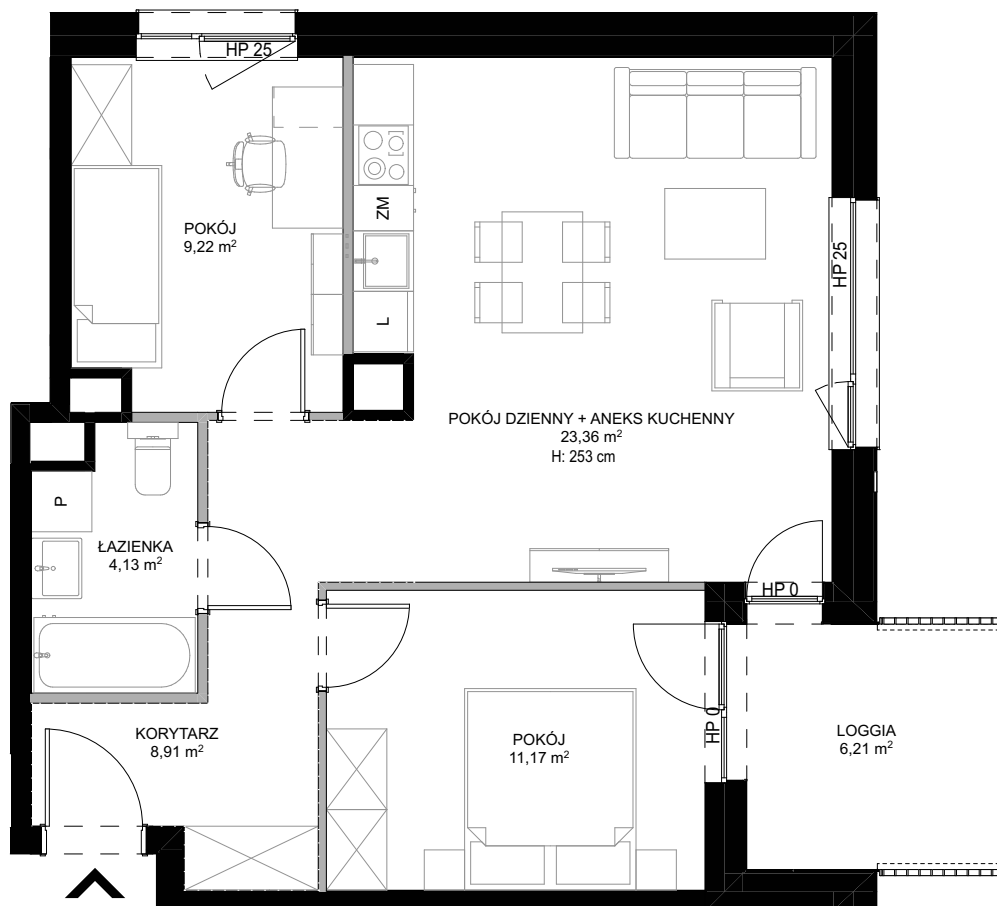 HP 25
POKÓJ
9,22 m²
ZM
L
HP 25
POKÓJ DZIENNY + ANEKS KUCHENNY
23,36 m²
H: 253 cm
P
ŁAZIENKA
4,13 m²
HP 0
KORYTARZ
8,91 m²
POKÓJ
11,17 m²
HP 0
LOGGIA
6,21 m²